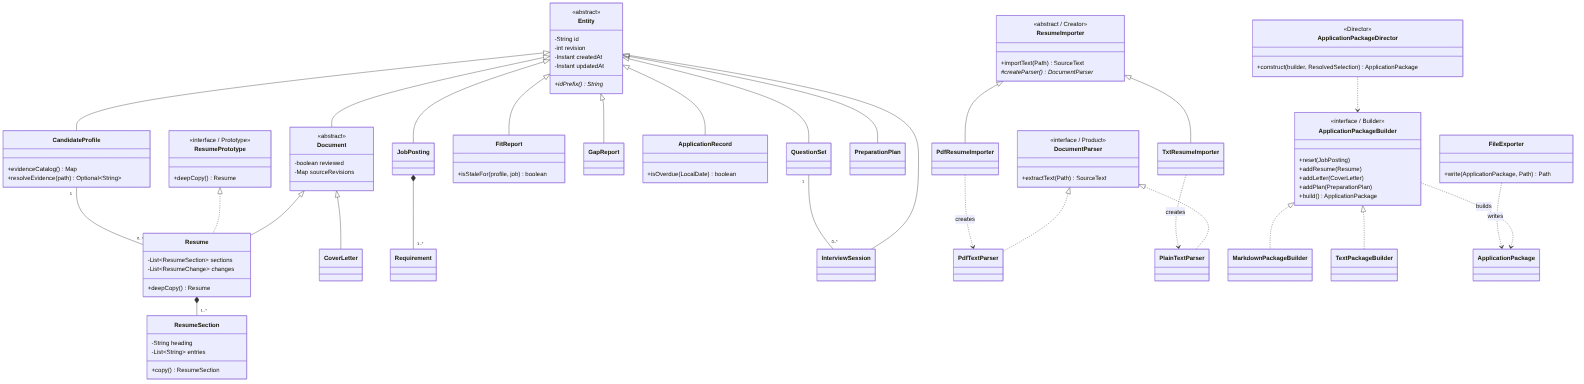 «abstract»
Entity
-String id
-int revision
-Instant createdAt
-Instant updatedAt
+idPrefix() : String
«abstract / Creator»
ResumeImporter
+importText(Path) : SourceText
#createParser() : DocumentParser
«Director»
ApplicationPackageDirector
+construct(builder, ResolvedSelection) : ApplicationPackage
CandidateProfile
+evidenceCatalog() : Map
+resolveEvidence(path) : Optional<String>
«interface / Prototype»
ResumePrototype
+deepCopy() : Resume
«abstract»
Document
-boolean reviewed
-Map sourceRevisions
JobPosting
FitReport
+isStaleFor(profile, job) : boolean
GapReport
ApplicationRecord
+isOverdue(LocalDate) : boolean
QuestionSet
PreparationPlan
PdfResumeImporter
«interface / Product»
DocumentParser
+extractText(Path) : SourceText
TxtResumeImporter
«interface / Builder»
ApplicationPackageBuilder
+reset(JobPosting)
+addResume(Resume)
+addLetter(CoverLetter)
+addPlan(PreparationPlan)
+build() : ApplicationPackage
FileExporter
+write(ApplicationPackage, Path) : Path
1
1
creates
creates
builds
writes
0..*
1..*
0..*
Resume
-List<ResumeSection> sections
-List<ResumeChange> changes
+deepCopy() : Resume
CoverLetter
Requirement
InterviewSession
PdfTextParser
PlainTextParser
MarkdownPackageBuilder
TextPackageBuilder
ApplicationPackage
1..*
ResumeSection
-String heading
-List<String> entries
+copy() : ResumeSection